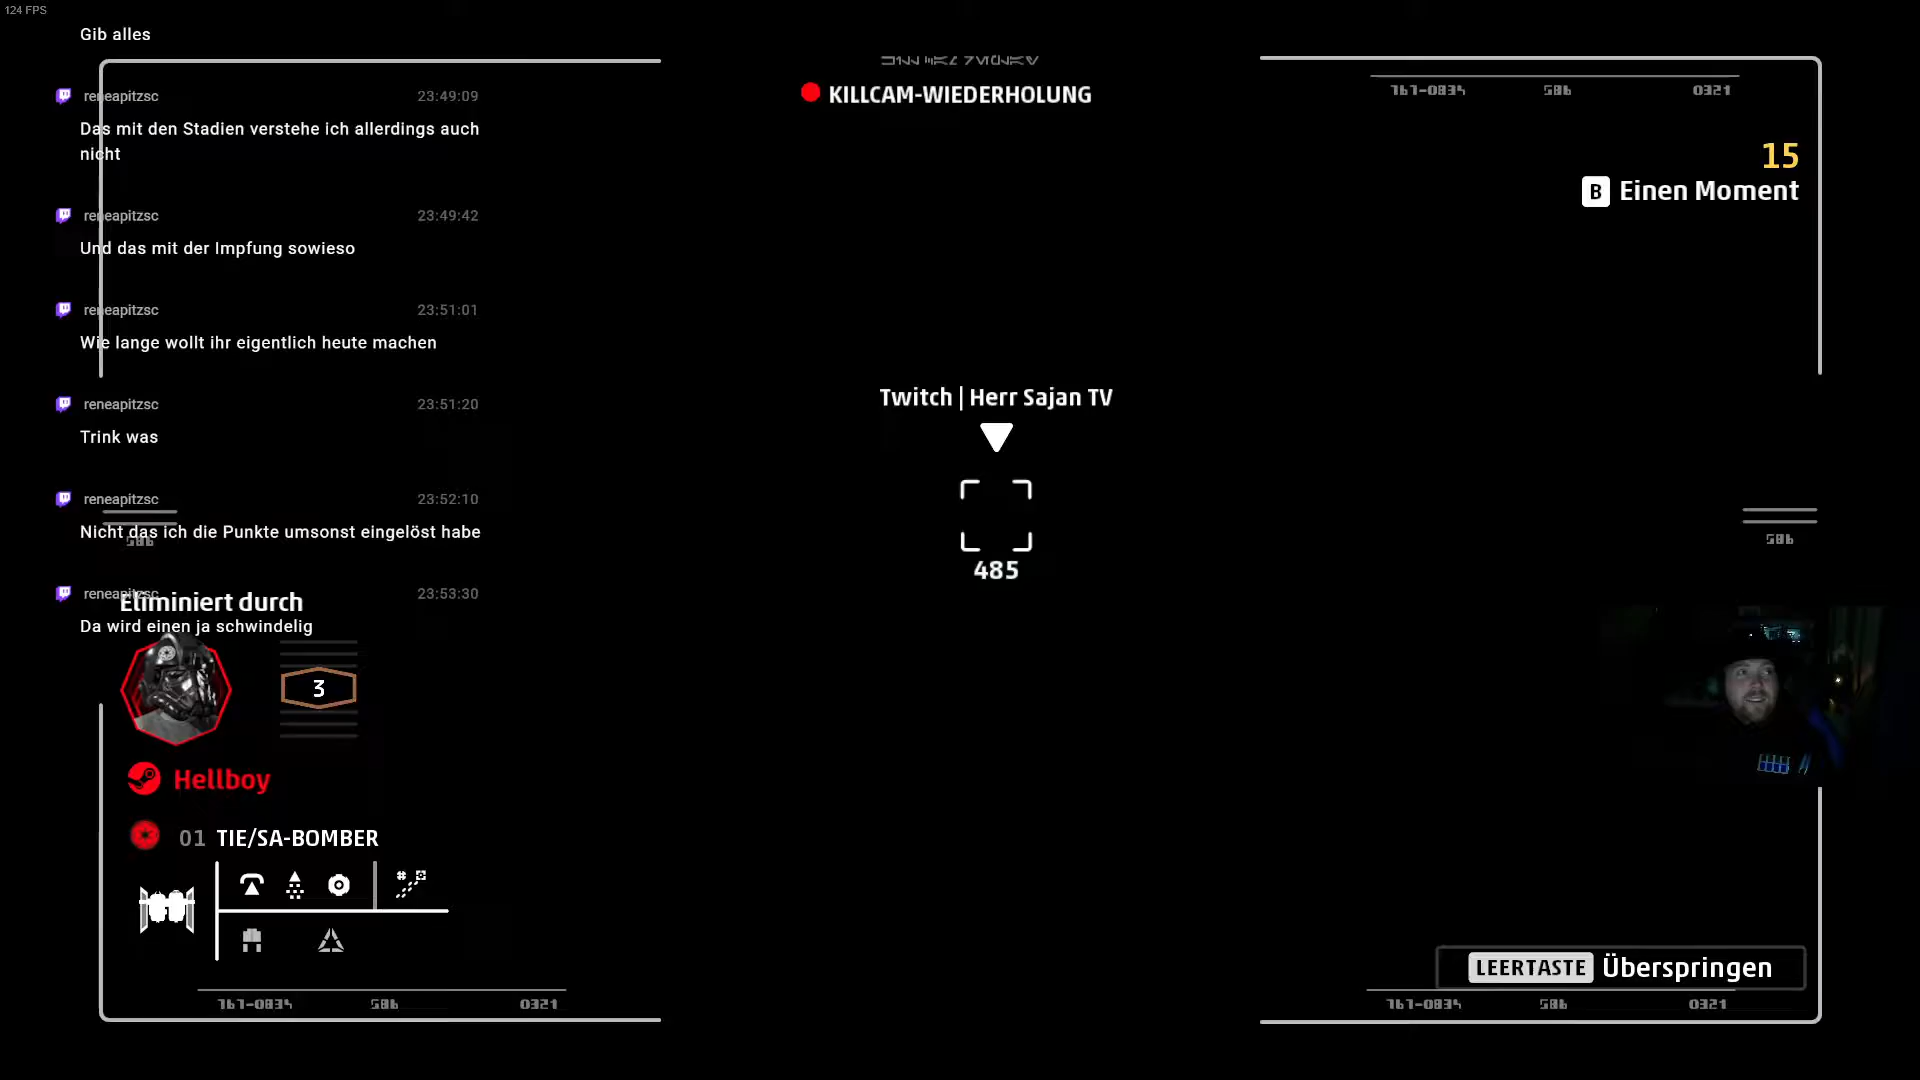 124 FPS
Gib alles
reneapitzsc 23:49:09
Das mit den Stadien verstehe ich allerdings auch
nicht
reneapitzsc 23:49:42
Und das mit der Impfung sowieso
reneapitzsc 23:51:01
Wie lange wollt ihr eigentlich heute machen
reneapitzsc 23:51:20
Trink was
reneapitzsc 23:52:10
Nicht das ich die Punkte umsonst eingelöst habe
reneapitzsc 23:53:30
Da wird einen ja schwindelig
Eliminiert durch
3
Hellboy
01 TIE/SA-BOMBER
KILLCAM-WIEDERHOLUNG
Twitch | Herr Sajan TV
485
15
B Einen Moment
LEERTASTE Überspringen